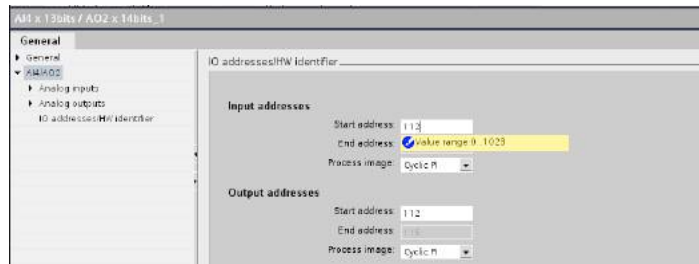 AI4 x 13bits / AO2 x 14bits_1
General
General
AI4/AO2
Analog inputs
Analog outputs
IO addresses/HW identifier
IO addresses/HW identifier
Input addresses
Start address: 112
End address:
Value range:0..1023
Process image: Cyclic PI
Output addresses
Start address: 112
End address:
Process image: Cyclic PI